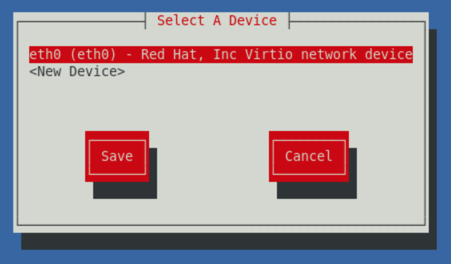 Select A Device
eth0 (eth0) - Red Hat, Inc Virtio network device
<New Device>
Save
Cancel